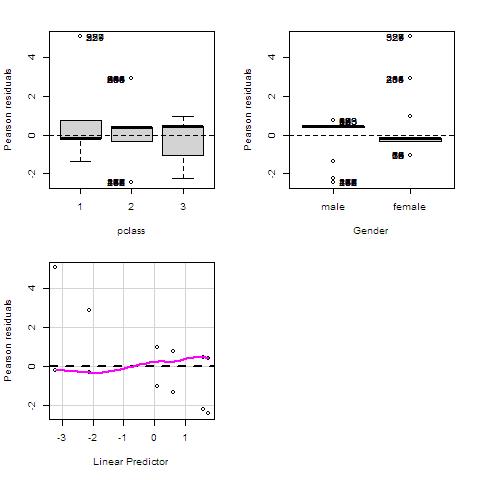 Pearson residuals
4
2
0
-2
1
2
3
pclass
Pearson residuals
4
2
0
-2
male
female
Gender
Pearson residuals
4
2
0
-2
-3
-2
-1
0
1
Linear Predictor